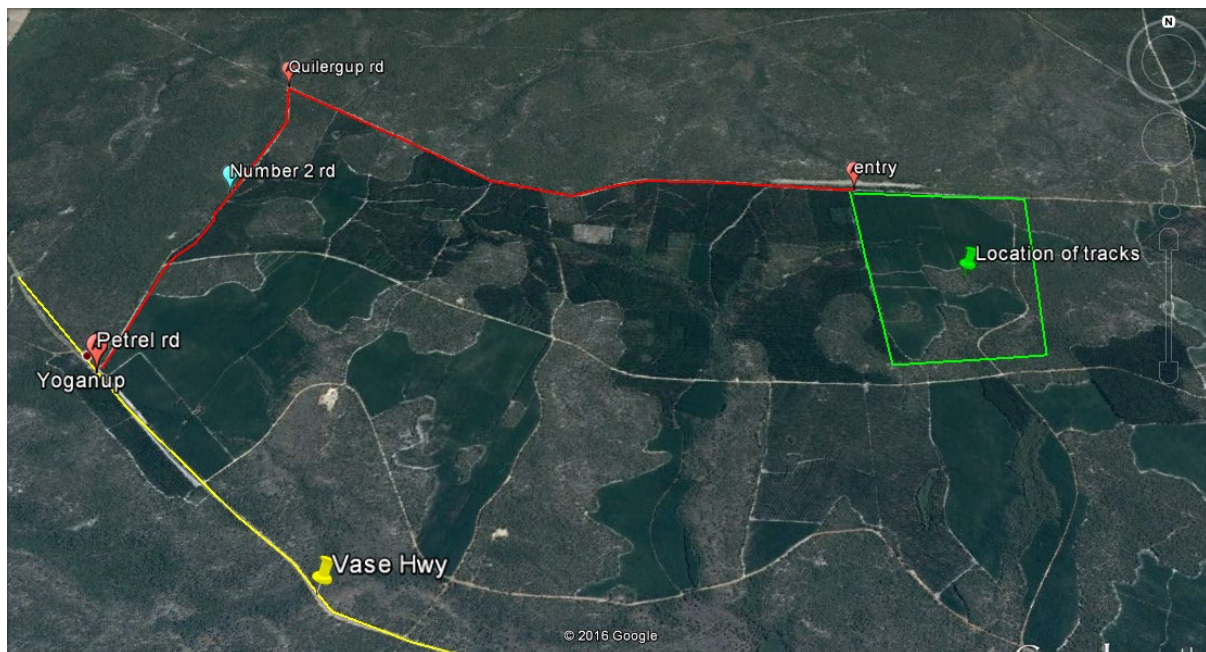 N
Quilergup rd
Number 2 rd
entry
Location of tracks
Petrel rd
Yoganup
Vase Hwy
© 2016 Google